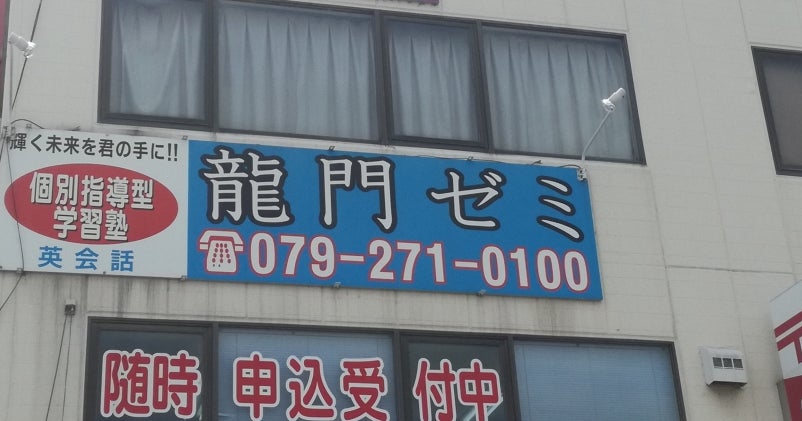 輝く未来を君の手に!!
個別指導型
学習塾
英会話
龍門ゼミ
☎079-271-0100
随時 申込受付中